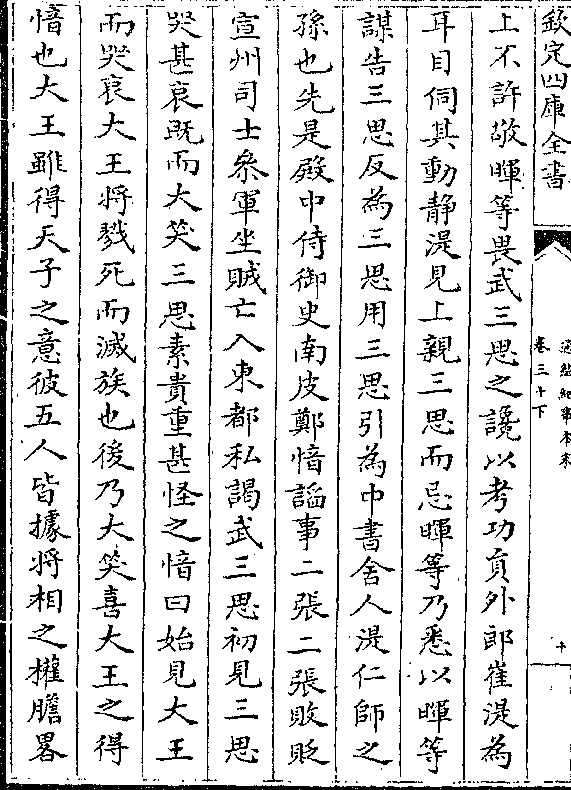 欽定四庫全書
通鑑紀事本末
卷三十下
十
上不許敬暉等畏武三思之讒以考功員外郎崔湜為
耳目伺其動静湜見上親三思而忌暉等乃悉以暉等
謀告三思反為三思用三思引為中書舍人湜仁師之
孫也先是殿中侍御史南皮鄭愔謟事二張二張敗貶
宣州司士叅軍坐贓亡入東都私謁武三思初見三思
哭甚哀既而大笑三思素貴重甚怪之愔曰始見大王
而哭哀大王將戮死而滅族也後乃大笑喜大王之得
愔也大王雖得天子之意彼五人皆據將相之權膽畧